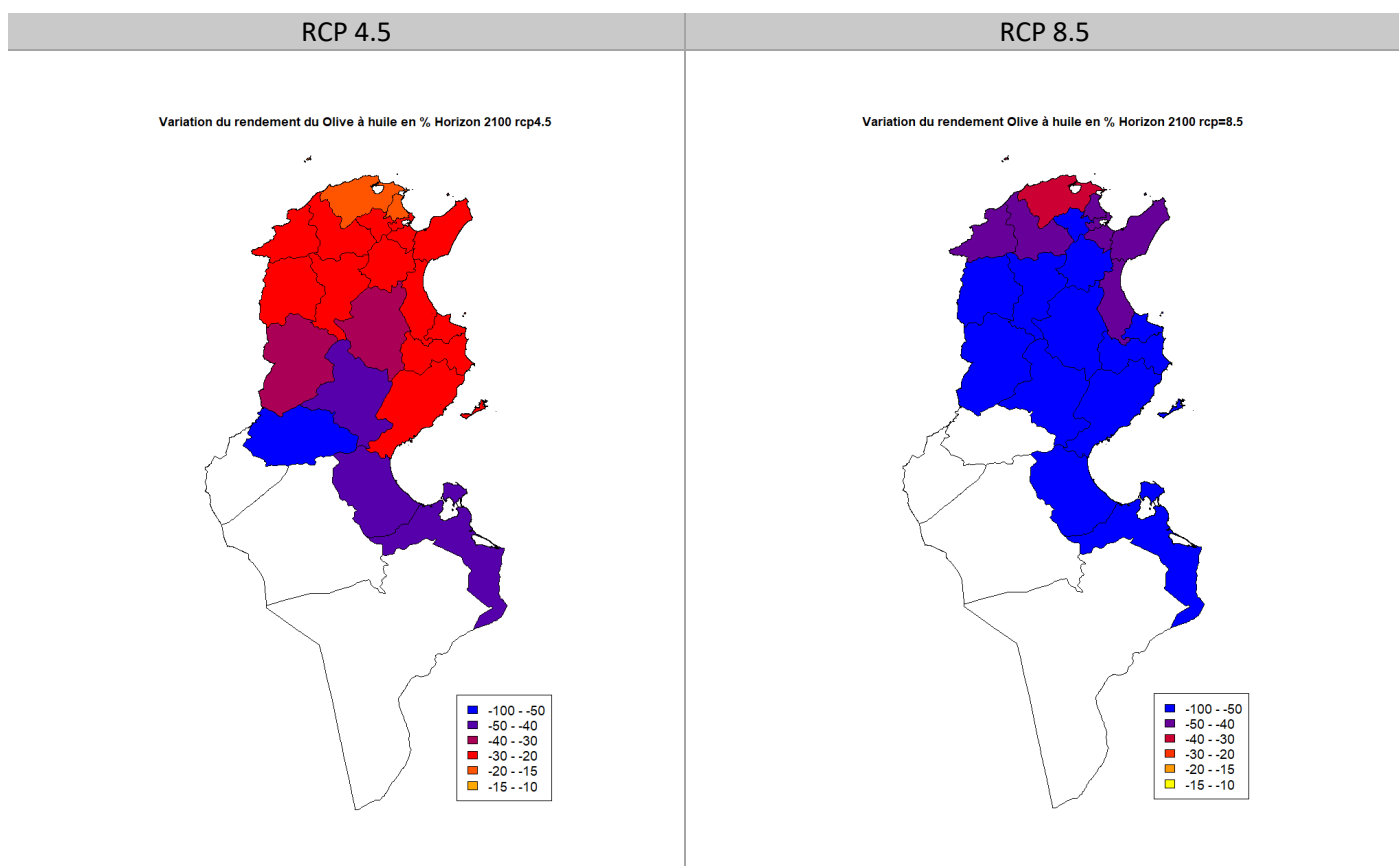 RCP 4.5
RCP 8.5
Variation du rendement du Olive à huile en % Horizon 2100 rcp4.5
Variation du rendement Olive à huile en % Horizon 2100 rcp=8.5
-100 - -50
-50 - -40
-40 - -30
-30 - -20
-20 - -15
-15 - -10
-100 - -50
-50 - -40
-40 - -30
-30 - -20
-20 - -15
-15 - -10